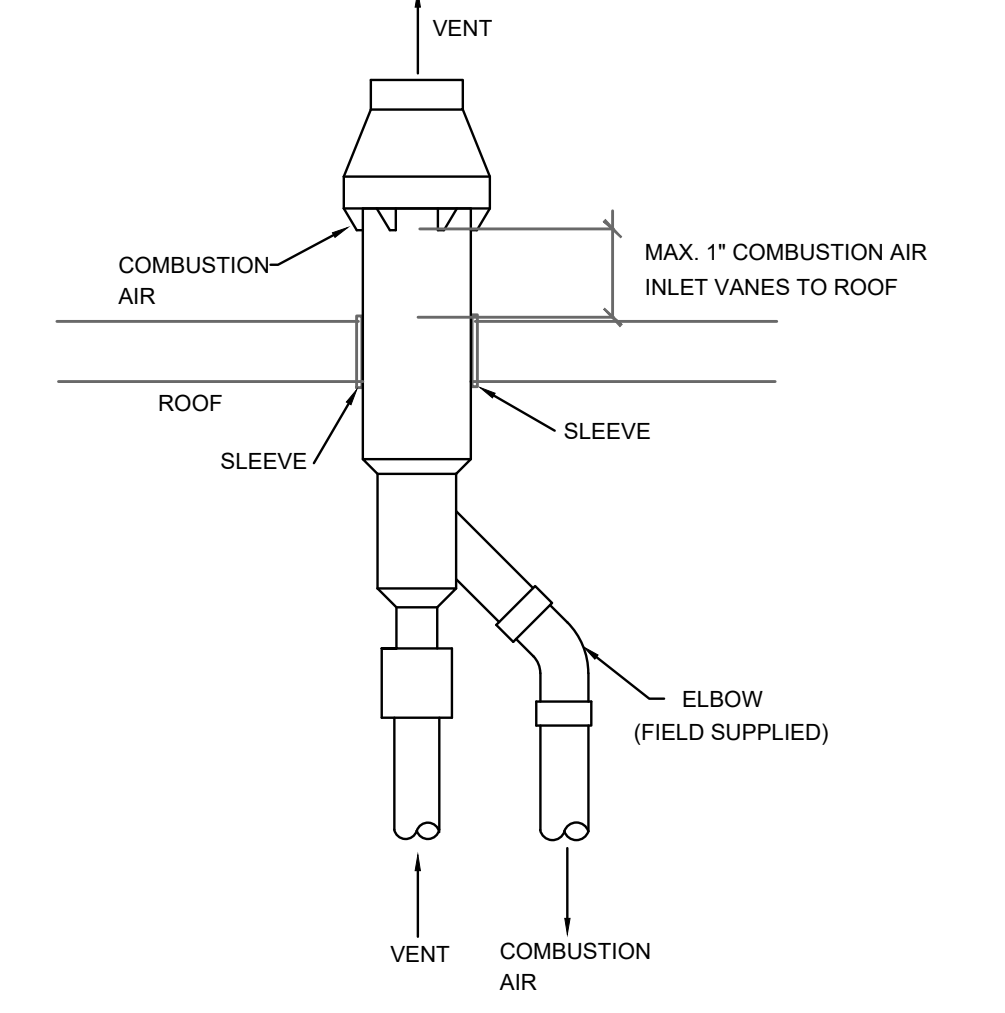 VENT
COMBUSTION
AIR
MAX. 1" COMBUSTION AIR
INLET VANES TO ROOF
ROOF
SLEEVE
SLEEVE
ELBOW
(FIELD SUPPLIED)
VENT
COMBUSTION
AIR